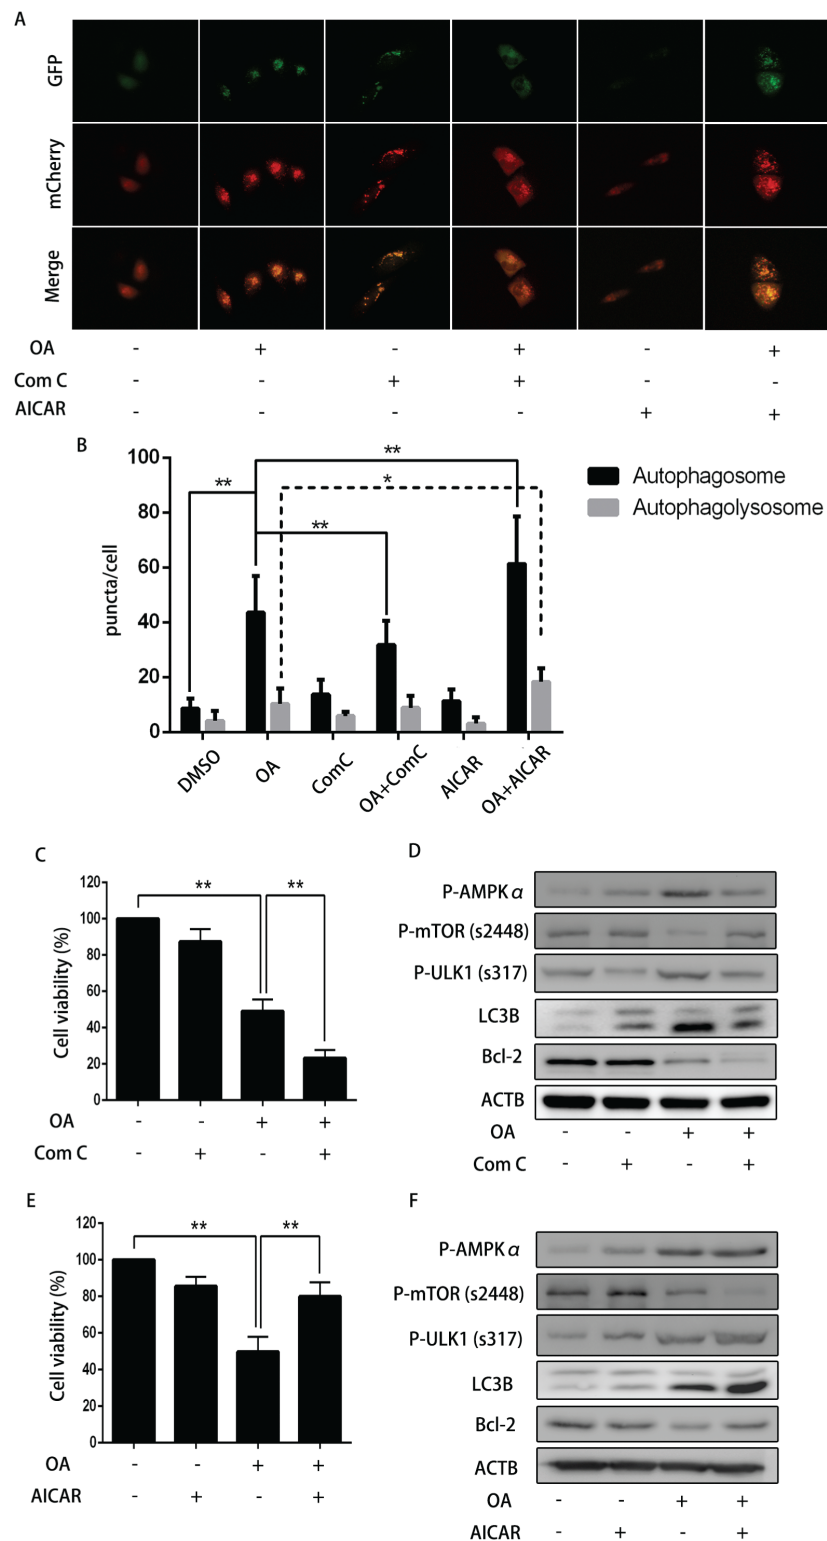 A
GFP
mCherry
Merge
OA - + - + - +
Com C - - + + - -
AICAR - - - - + +
B
puncta/cell
100
80
60
40
20
0
** ** ** *
Autophagosome
Autophagolysosome
DMSO OA ComC OA+ComC AICAR OA+AICAR
C
Cell viability (%)
120
100
80
60
40
20
0
** **
OA - - + +
Com C - + - +
D
P-AMPKα
P-mTOR (s2448)
P-ULK1 (s317)
LC3B
Bcl-2
ACTB
OA - - + +
Com C - + - +
E
Cell viability (%)
120
100
80
60
40
20
0
** **
OA - - + +
AICAR - + - +
F
P-AMPKα
P-mTOR (s2448)
P-ULK1 (s317)
LC3B
Bcl-2
ACTB
OA - - + +
AICAR - + - +